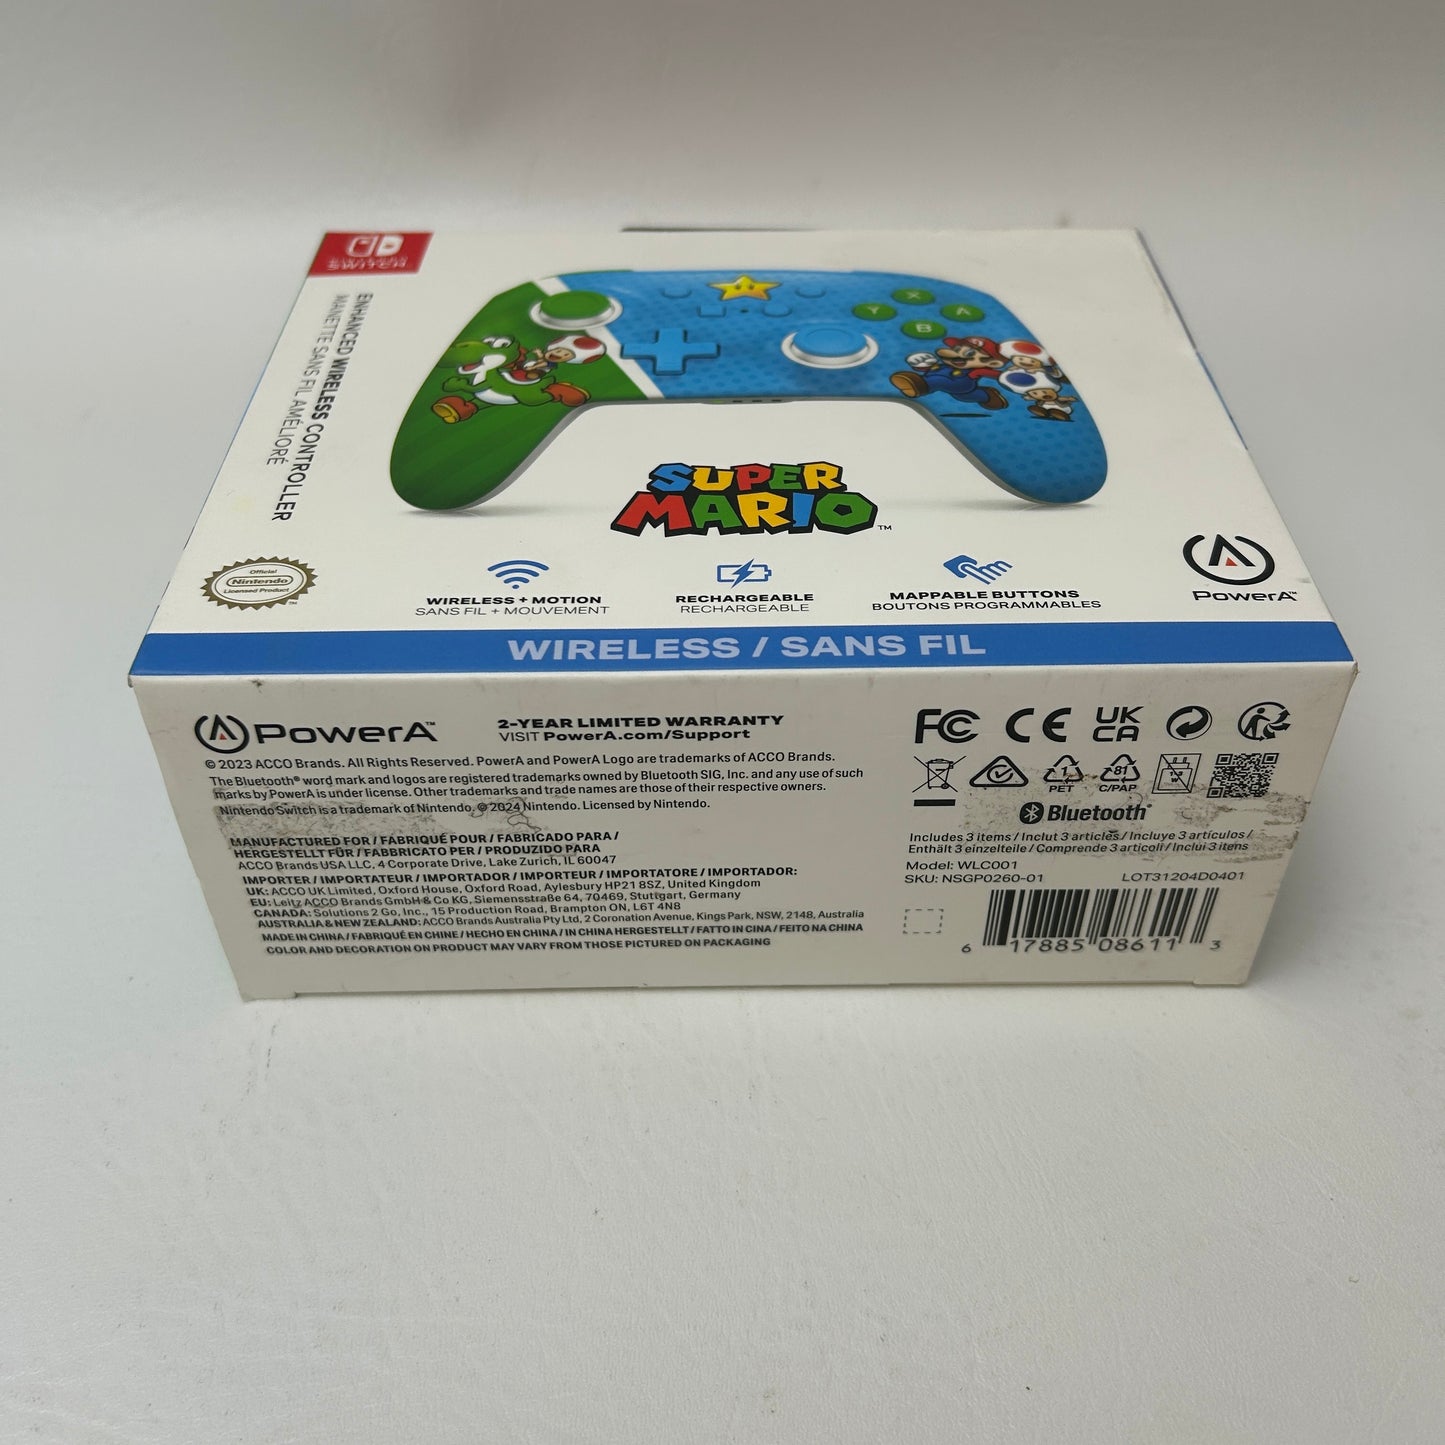 NINTENDO
SWITCH
ENHANCED WIRELESS CONTROLLER
MANETTE SANS FIL AMÉLIORÉ
X
Y
A
B
SUPER
MARIO™
Official
Nintendo
Licensed Product
TM
WIRELESS + MOTION
SANS FIL + MOUVEMENT
RECHARGEABLE
RECHARGEABLE
MAPPABLE BUTTONS
BOUTONS PROGRAMMABLES
PowerA™
WIRELESS / SANS FIL
PowerA™
2-YEAR LIMITED WARRANTY
VISIT PowerA.com/Support
© 2023 ACCO Brands. All Rights Reserved. PowerA and PowerA Logo are trademarks of ACCO Brands.
The Bluetooth® word mark and logos are registered trademarks owned by Bluetooth SIG, Inc. and any use of such
marks by PowerA is under license. Other trademarks and trade names are those of their respective owners.
Nintendo Switch is a trademark of Nintendo. © 2024 Nintendo. Licensed by Nintendo.
MANUFACTURED FOR / FABRIQUÉ POUR / FABRICADO PARA /
HERGESTELLT FÜR / FABBRICATO PER / PRODUZIDO PARA
ACCO Brands USA LLC, 4 Corporate Drive, Lake Zurich, IL 60047
IMPORTER / IMPORTATEUR / IMPORTADOR / IMPORTEUR / IMPORTATORE / IMPORTADOR:
UK: ACCO UK Limited, Oxford House, Oxford Road, Aylesbury HP21 8SZ, United Kingdom
EU: Leitz ACCO Brands GmbH & Co KG, Siemensstraße 64, 70469, Stuttgart, Germany
CANADA: Solutions 2 Go, Inc., 15 Production Road, Brampton ON, L6T 4N8
AUSTRALIA & NEW ZEALAND: ACCO Brands Australia Pty Ltd, 2 Coronation Avenue, Kings Park, NSW, 2148, Australia
MADE IN CHINA / FABRIQUÉ EN CHINE / HECHO EN CHINA / IN CHINA HERGESTELLT / FATTO IN CINA / FEITO NA CHINA
COLOR AND DECORATION ON PRODUCT MAY VARY FROM THOSE PICTURED ON PACKAGING
FC CE UK
CA
1
PET
81
C/PAP
Bluetooth®
Includes 3 items / Inclut 3 articles / Incluye 3 artículos /
Enthält 3 einzelteile / Comprende 3 articoli / Inclui 3 itens
Model: WLC001
SKU: NSGP0260-01
LOT31204D0401
6 17885 08611 3